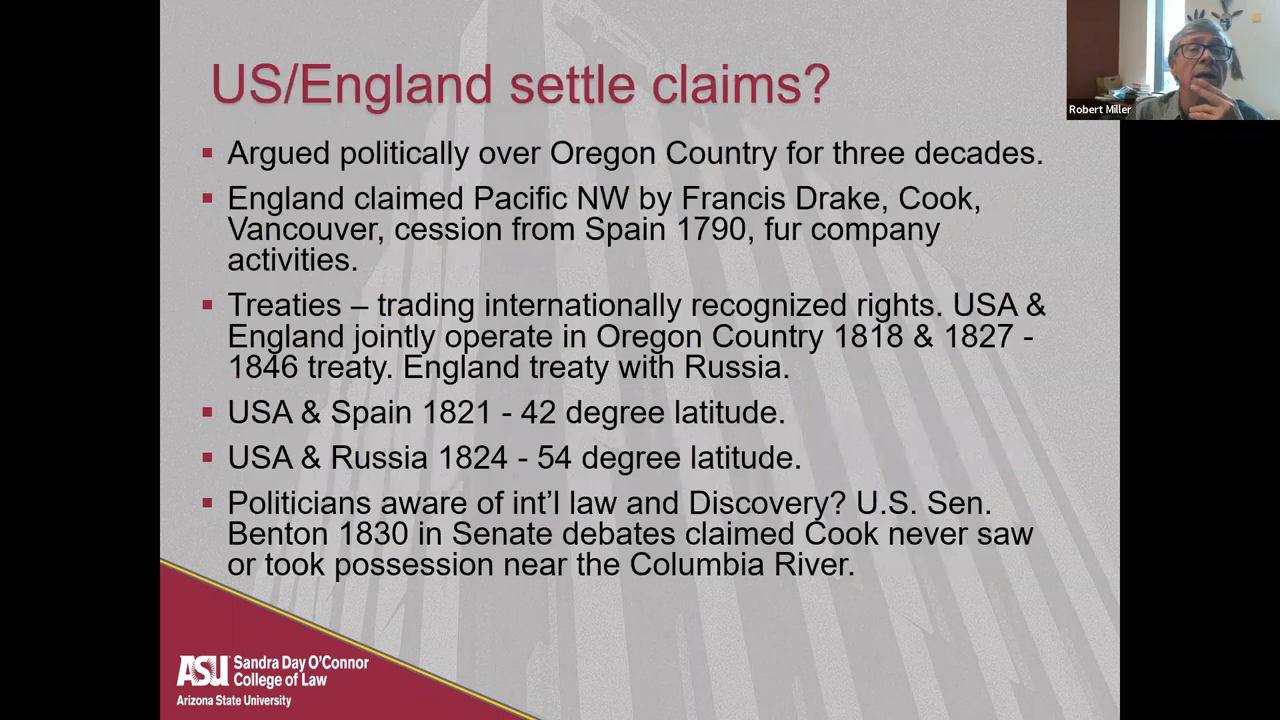 US/England settle claims?
Robert Miller
▪ Argued politically over Oregon Country for three decades.
▪ England claimed Pacific NW by Francis Drake, Cook,
Vancouver, cession from Spain 1790, fur company
activities.
▪ Treaties – trading internationally recognized rights. USA &
England jointly operate in Oregon Country 1818 & 1827 -
1846 treaty. England treaty with Russia.
▪ USA & Spain 1821 - 42 degree latitude.
▪ USA & Russia 1824 - 54 degree latitude.
▪ Politicians aware of int’l law and Discovery? U.S. Sen.
Benton 1830 in Senate debates claimed Cook never saw
or took possession near the Columbia River.
ASU Sandra Day O’Connor
College of Law
Arizona State University